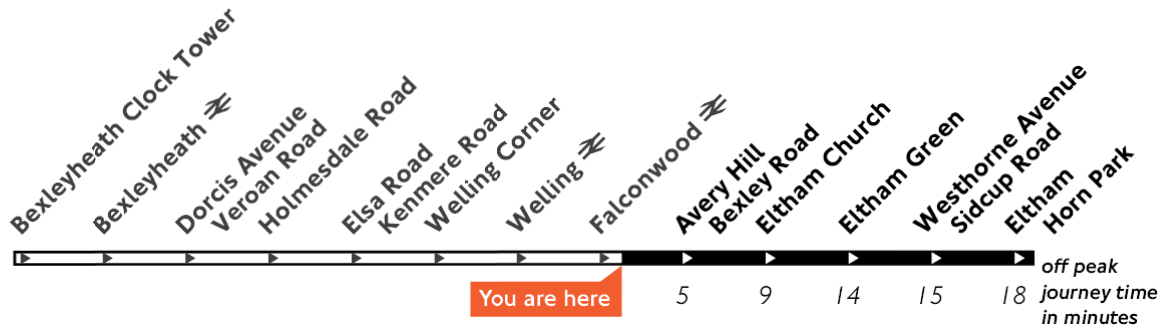 Bexleyheath Clock Tower
Bexleyheath
Dorcis Avenue
Veroan Road
Holmesdale Road
Elsa Road
Kenmere Road
Welling Corner
Welling
Falconwood
Avery Hill
Bexley Road
Eltham Church
Eltham Green
Westhorne Avenue
Sidcup Road
Eltham
Horn Park
You are here
5
9
14
15
18
off peak
journey time
in minutes